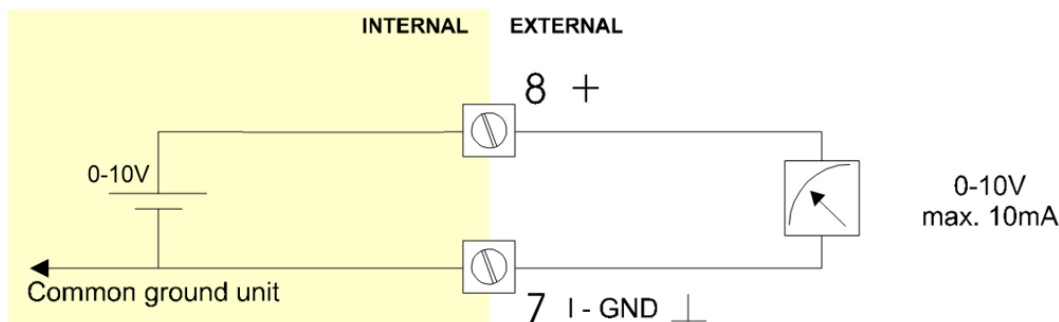 INTERNAL EXTERNAL
8 +
0-10V
0-10V
max. 10mA
Common ground unit
7 I - GND